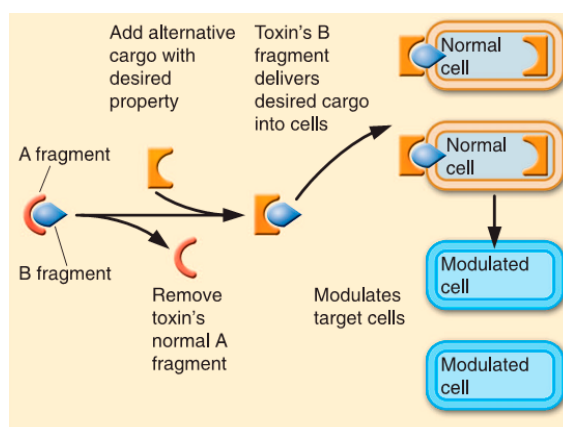 Add alternative
cargo with
desired
property
Toxin's B
fragment
delivers
desired cargo
into cells
Normal
cell
Normal
cell
A fragment
B fragment
Remove
toxin's
normal A
fragment
Modulates
target cells
Modulated
cell
Modulated
cell